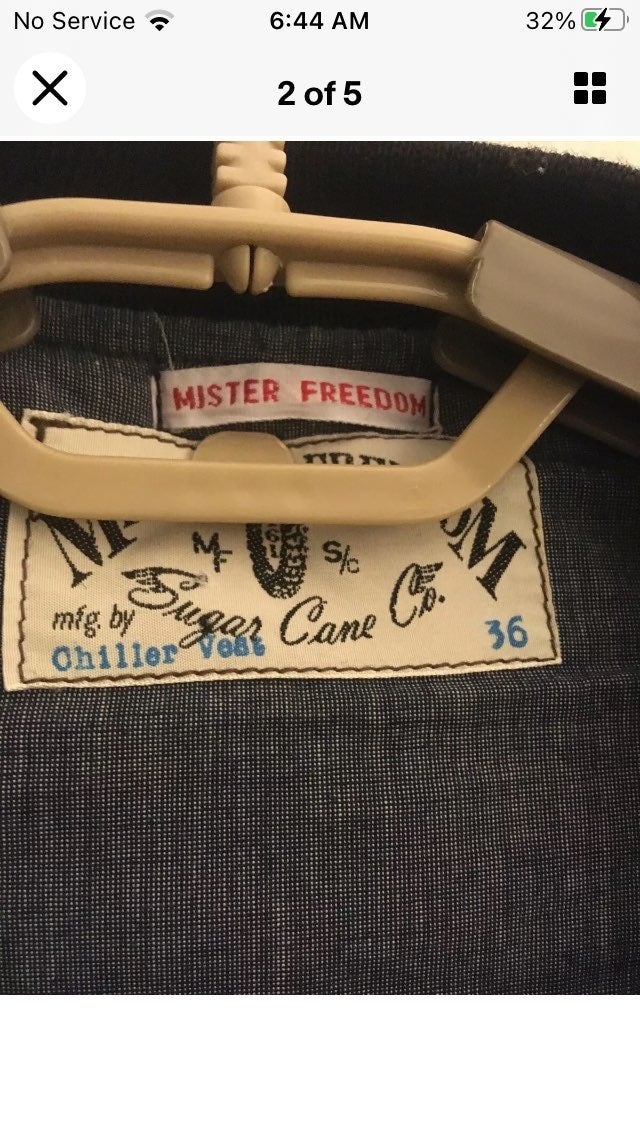 No Service 6:44 AM 32%
2 of 5
MISTER FREEDOM
MF S/c
mfg. by Sugar Cane Co.
Chiller Vest 36